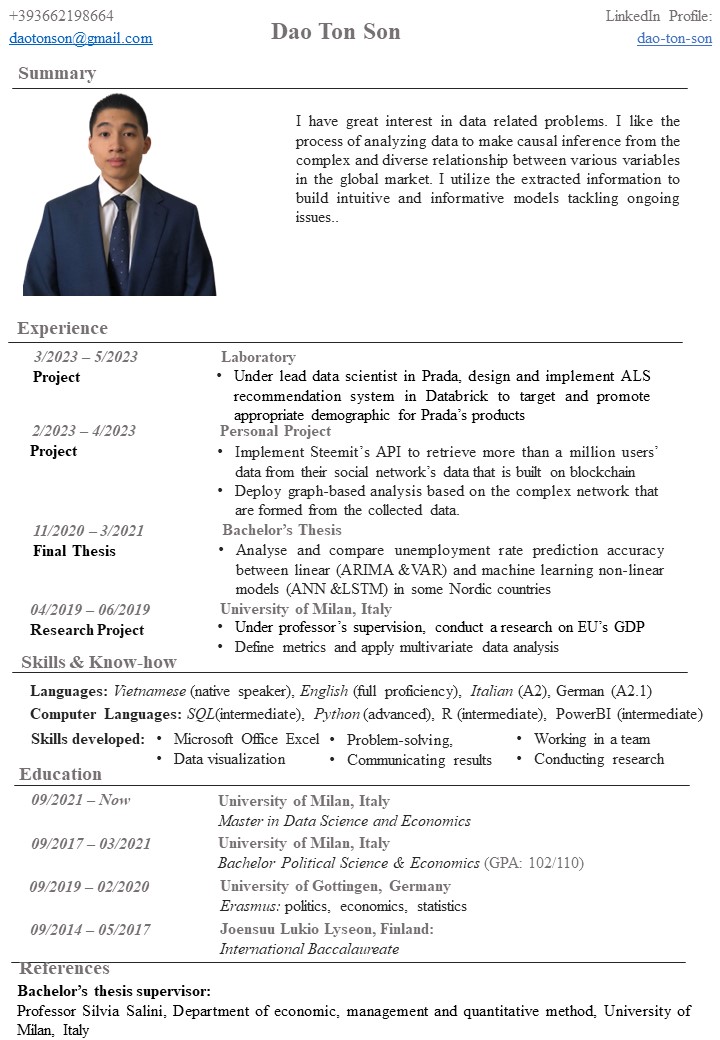 +393662198664
daotonson@gmail.com
Dao Ton Son
LinkedIn Profile:
dao-ton-son
Summary
I have great interest in data related problems. I like the
process of analyzing data to make causal inference from the
complex and diverse relationship between various variables
in the global market. I utilize the extracted information to
build intuitive and informative models tackling ongoing
issues..
Experience
3/2023 – 5/2023
Project
Laboratory
• Under lead data scientist in Prada, design and implement ALS
recommendation system in Databrick to target and promote
appropriate demographic for Prada's products
2/2023 – 4/2023
Project
Personal Project
• Implement Steemit's API to retrieve more than a million users'
data from their social network's data that is built on blockchain
• Deploy graph-based analysis based on the complex network that
are formed from the collected data.
11/2020 – 3/2021
Final Thesis
Bachelor's Thesis
• Analyse and compare unemployment rate prediction accuracy
between linear (ARIMA &VAR) and machine learning non-linear
models (ANN &LSTM) in some Nordic countries
04/2019 – 06/2019
Research Project
University of Milan, Italy
• Under professor's supervision, conduct a research on EU's GDP
• Define metrics and apply multivariate data analysis
Skills & Know-how
Languages: Vietnamese (native speaker), English (full proficiency), Italian (A2), German (A2.1)
Computer Languages: SQL(intermediate), Python (advanced), R (intermediate), PowerBI (intermediate)
Skills developed: • Microsoft Office Excel • Problem-solving, • Working in a team
• Data visualization • Communicating results • Conducting research
Education
09/2021 – Now
University of Milan, Italy
Master in Data Science and Economics
09/2017 – 03/2021
University of Milan, Italy
Bachelor Political Science & Economics (GPA: 102/110)
09/2019 – 02/2020
University of Gottingen, Germany
Erasmus: politics, economics, statistics
09/2014 – 05/2017
Joensuu Lukio Lyseon, Finland:
International Baccalaureate
References
Bachelor's thesis supervisor:
Professor Silvia Salini, Department of economic, management and quantitative method, University of
Milan, Italy